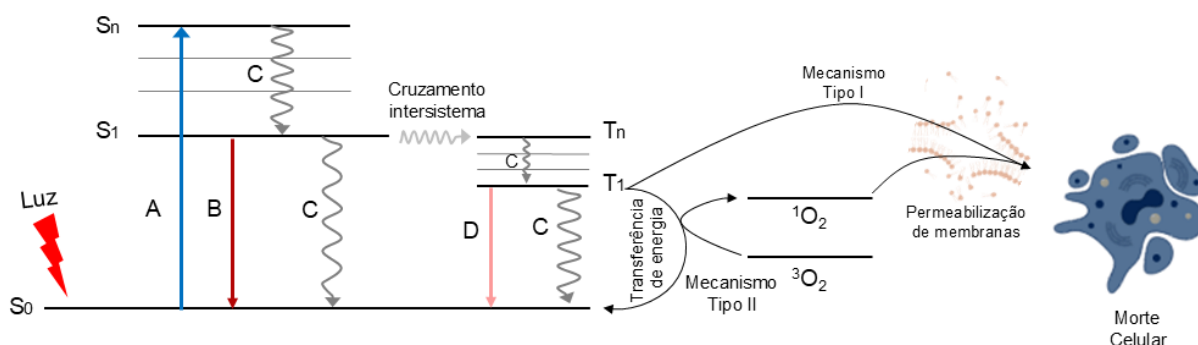 Sn
C
Cruzamento
intersistema
Mecanismo
Tipo I
S1
Tn
C
T1
Luz
A
B
C
D
C
Transferência
de energia
¹O₂
Permeabilização
de membranas
Mecanismo
Tipo II
³O₂
S0
Morte
Celular